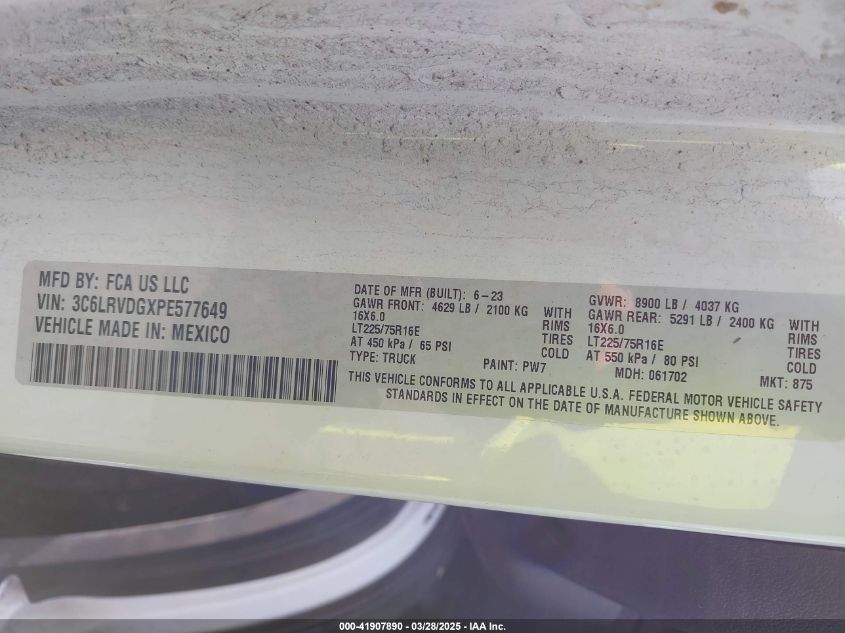 MFD BY: FCA US LLC
VIN: 3C6LRVDGXPE577649
VEHICLE MADE IN: MEXICO
DATE OF MFR (BUILT): 6-23
GAWR FRONT: 4629 LB / 2100 KG WITH
16X6.0 RIMS
LT225/75R16E TIRES
AT 450 kPa / 65 PSI COLD
TYPE: TRUCK PAINT: PW7
GVWR: 8900 LB / 4037 KG
GAWR REAR: 5291 LB / 2400 KG WITH
16X6.0 RIMS
LT225/75R16E TIRES
AT 550 kPa / 80 PSI COLD
MDH: 061702 MKT: 875
THIS VEHICLE CONFORMS TO ALL APPLICABLE U.S.A. FEDERAL MOTOR VEHICLE SAFETY
STANDARDS IN EFFECT ON THE DATE OF MANUFACTURE SHOWN ABOVE.
000-41907890 - 03/28/2025 - IAA Inc.